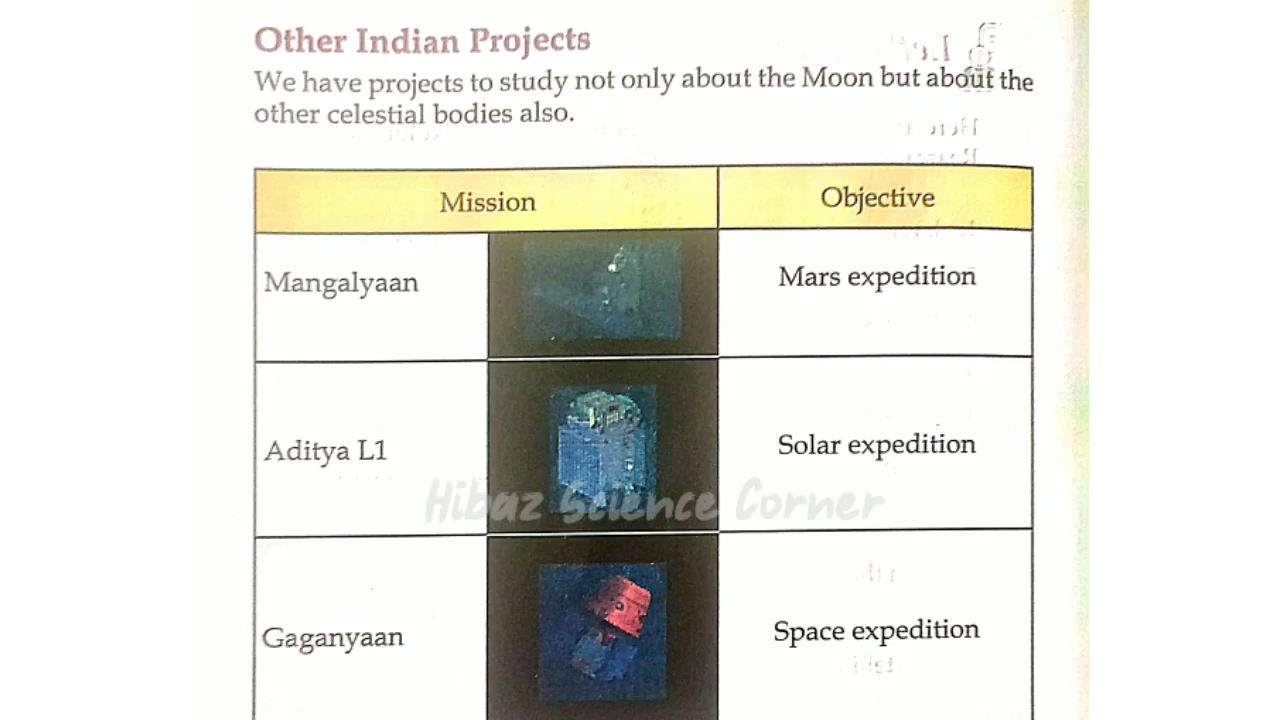 Other Indian Projects
We have projects to study not only about the Moon but about the
other celestial bodies also.
Mission Objective
Mangalyaan Mars expedition
Aditya L1 Solar expedition
Hibaz Science Corner
Gaganyaan Space expedition